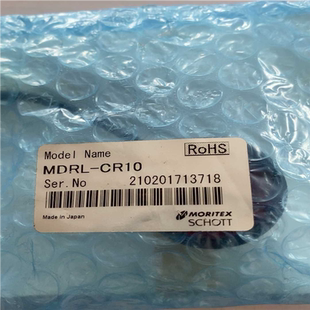 Model Name
RoHS
MDRL-CR10
Ser.No 210201713718
Made in Japan
MORITEX
SCHOTT